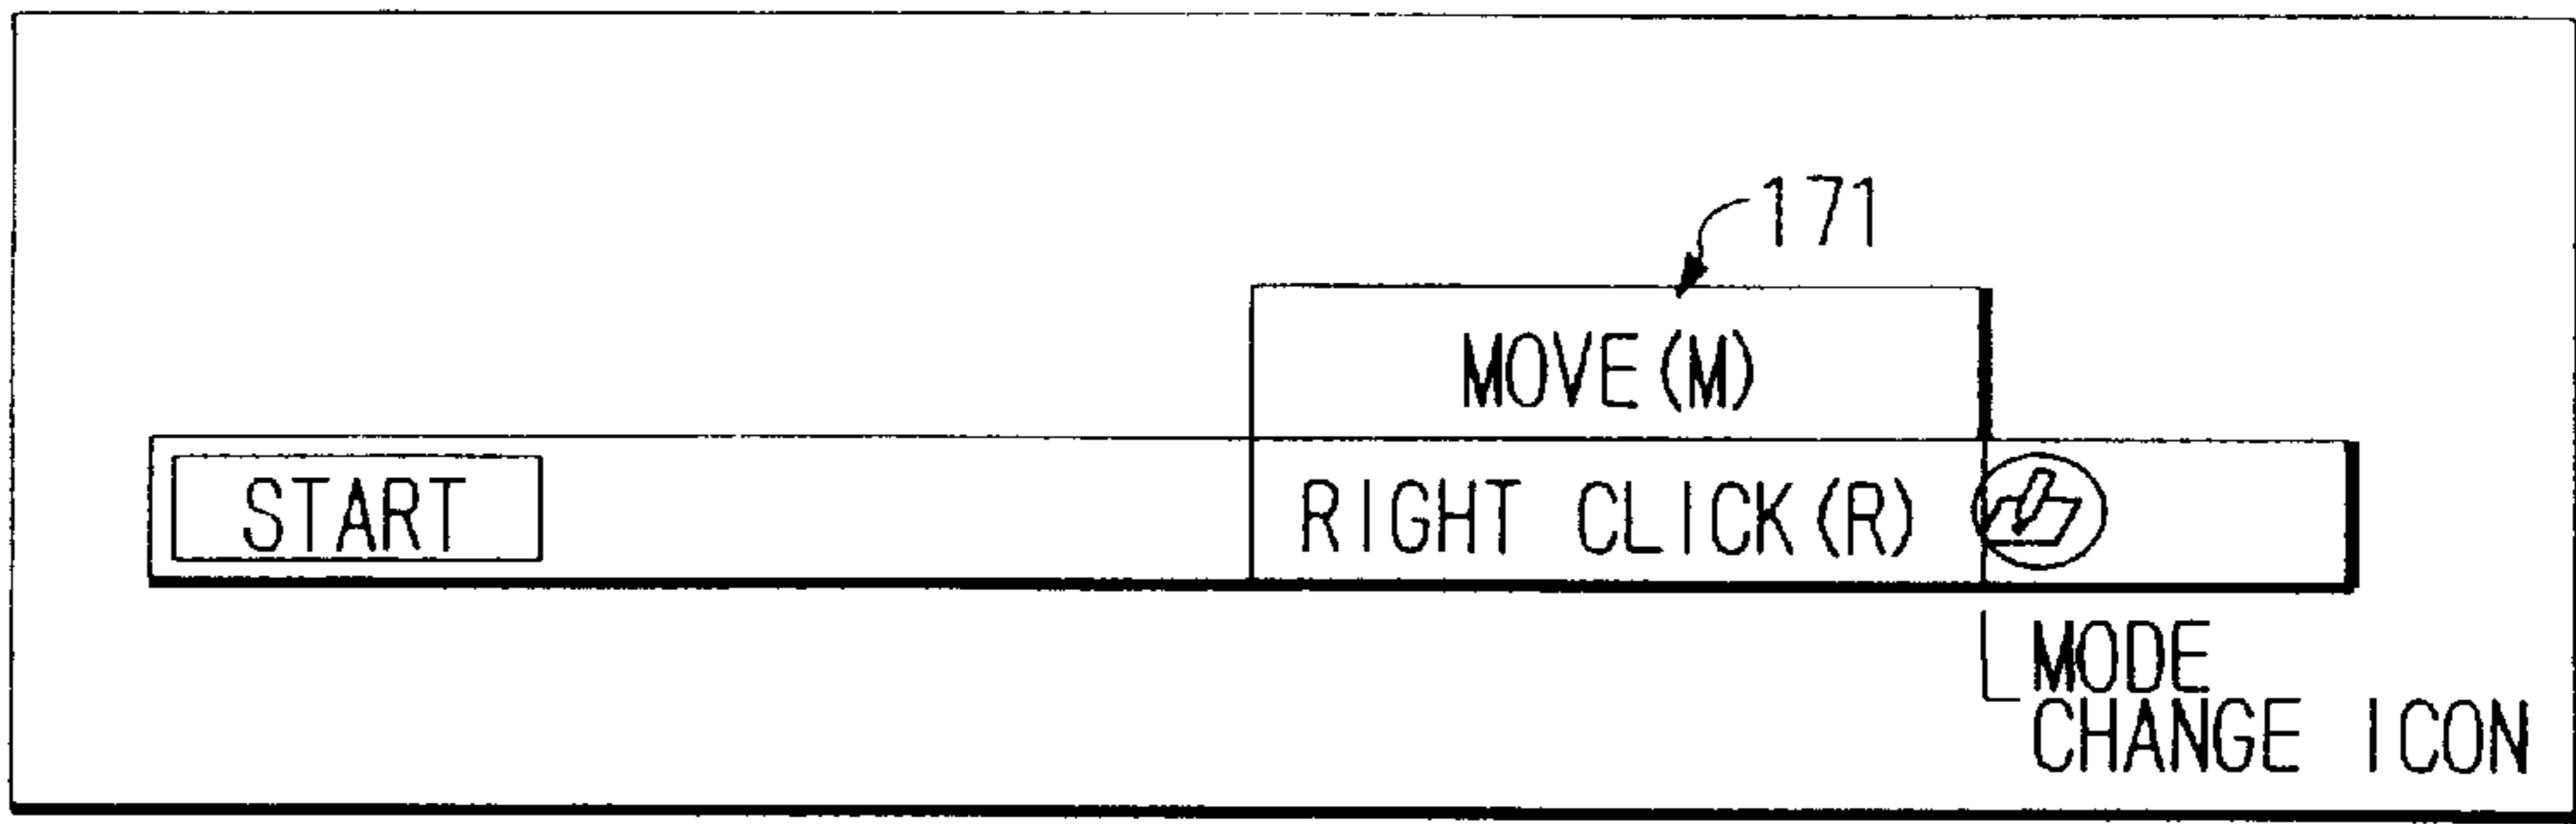 171
MOVE(M)
START
RIGHT CLICK(R)
MODE
CHANGE ICON